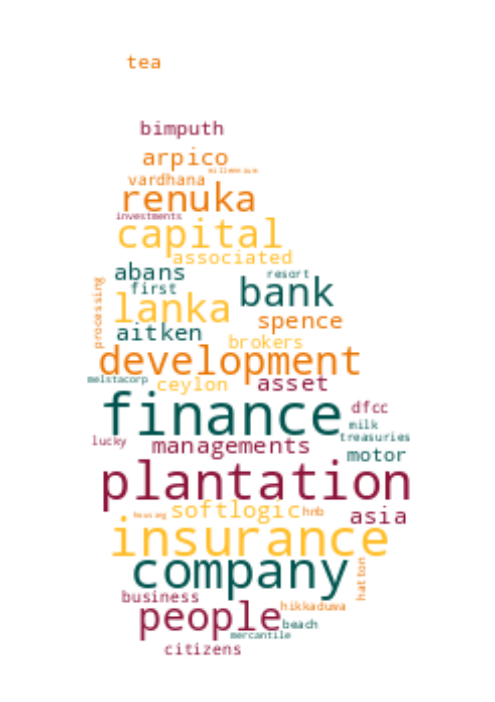 tea
bimputh
arpico
millennium
vardhana
renuka
investments
capital
associated
abans
resort
first
bank
processing
lanka
spence
aitken
brokers
development
melstacorp
ceylon
asset
finance
dfcc
milk
lucky
managements
treasuries
motor
plantation
softlogic
hnb
housing
asia
insurance
company
hatton
business
people
hikkaduwa
beach
mercantile
citizens